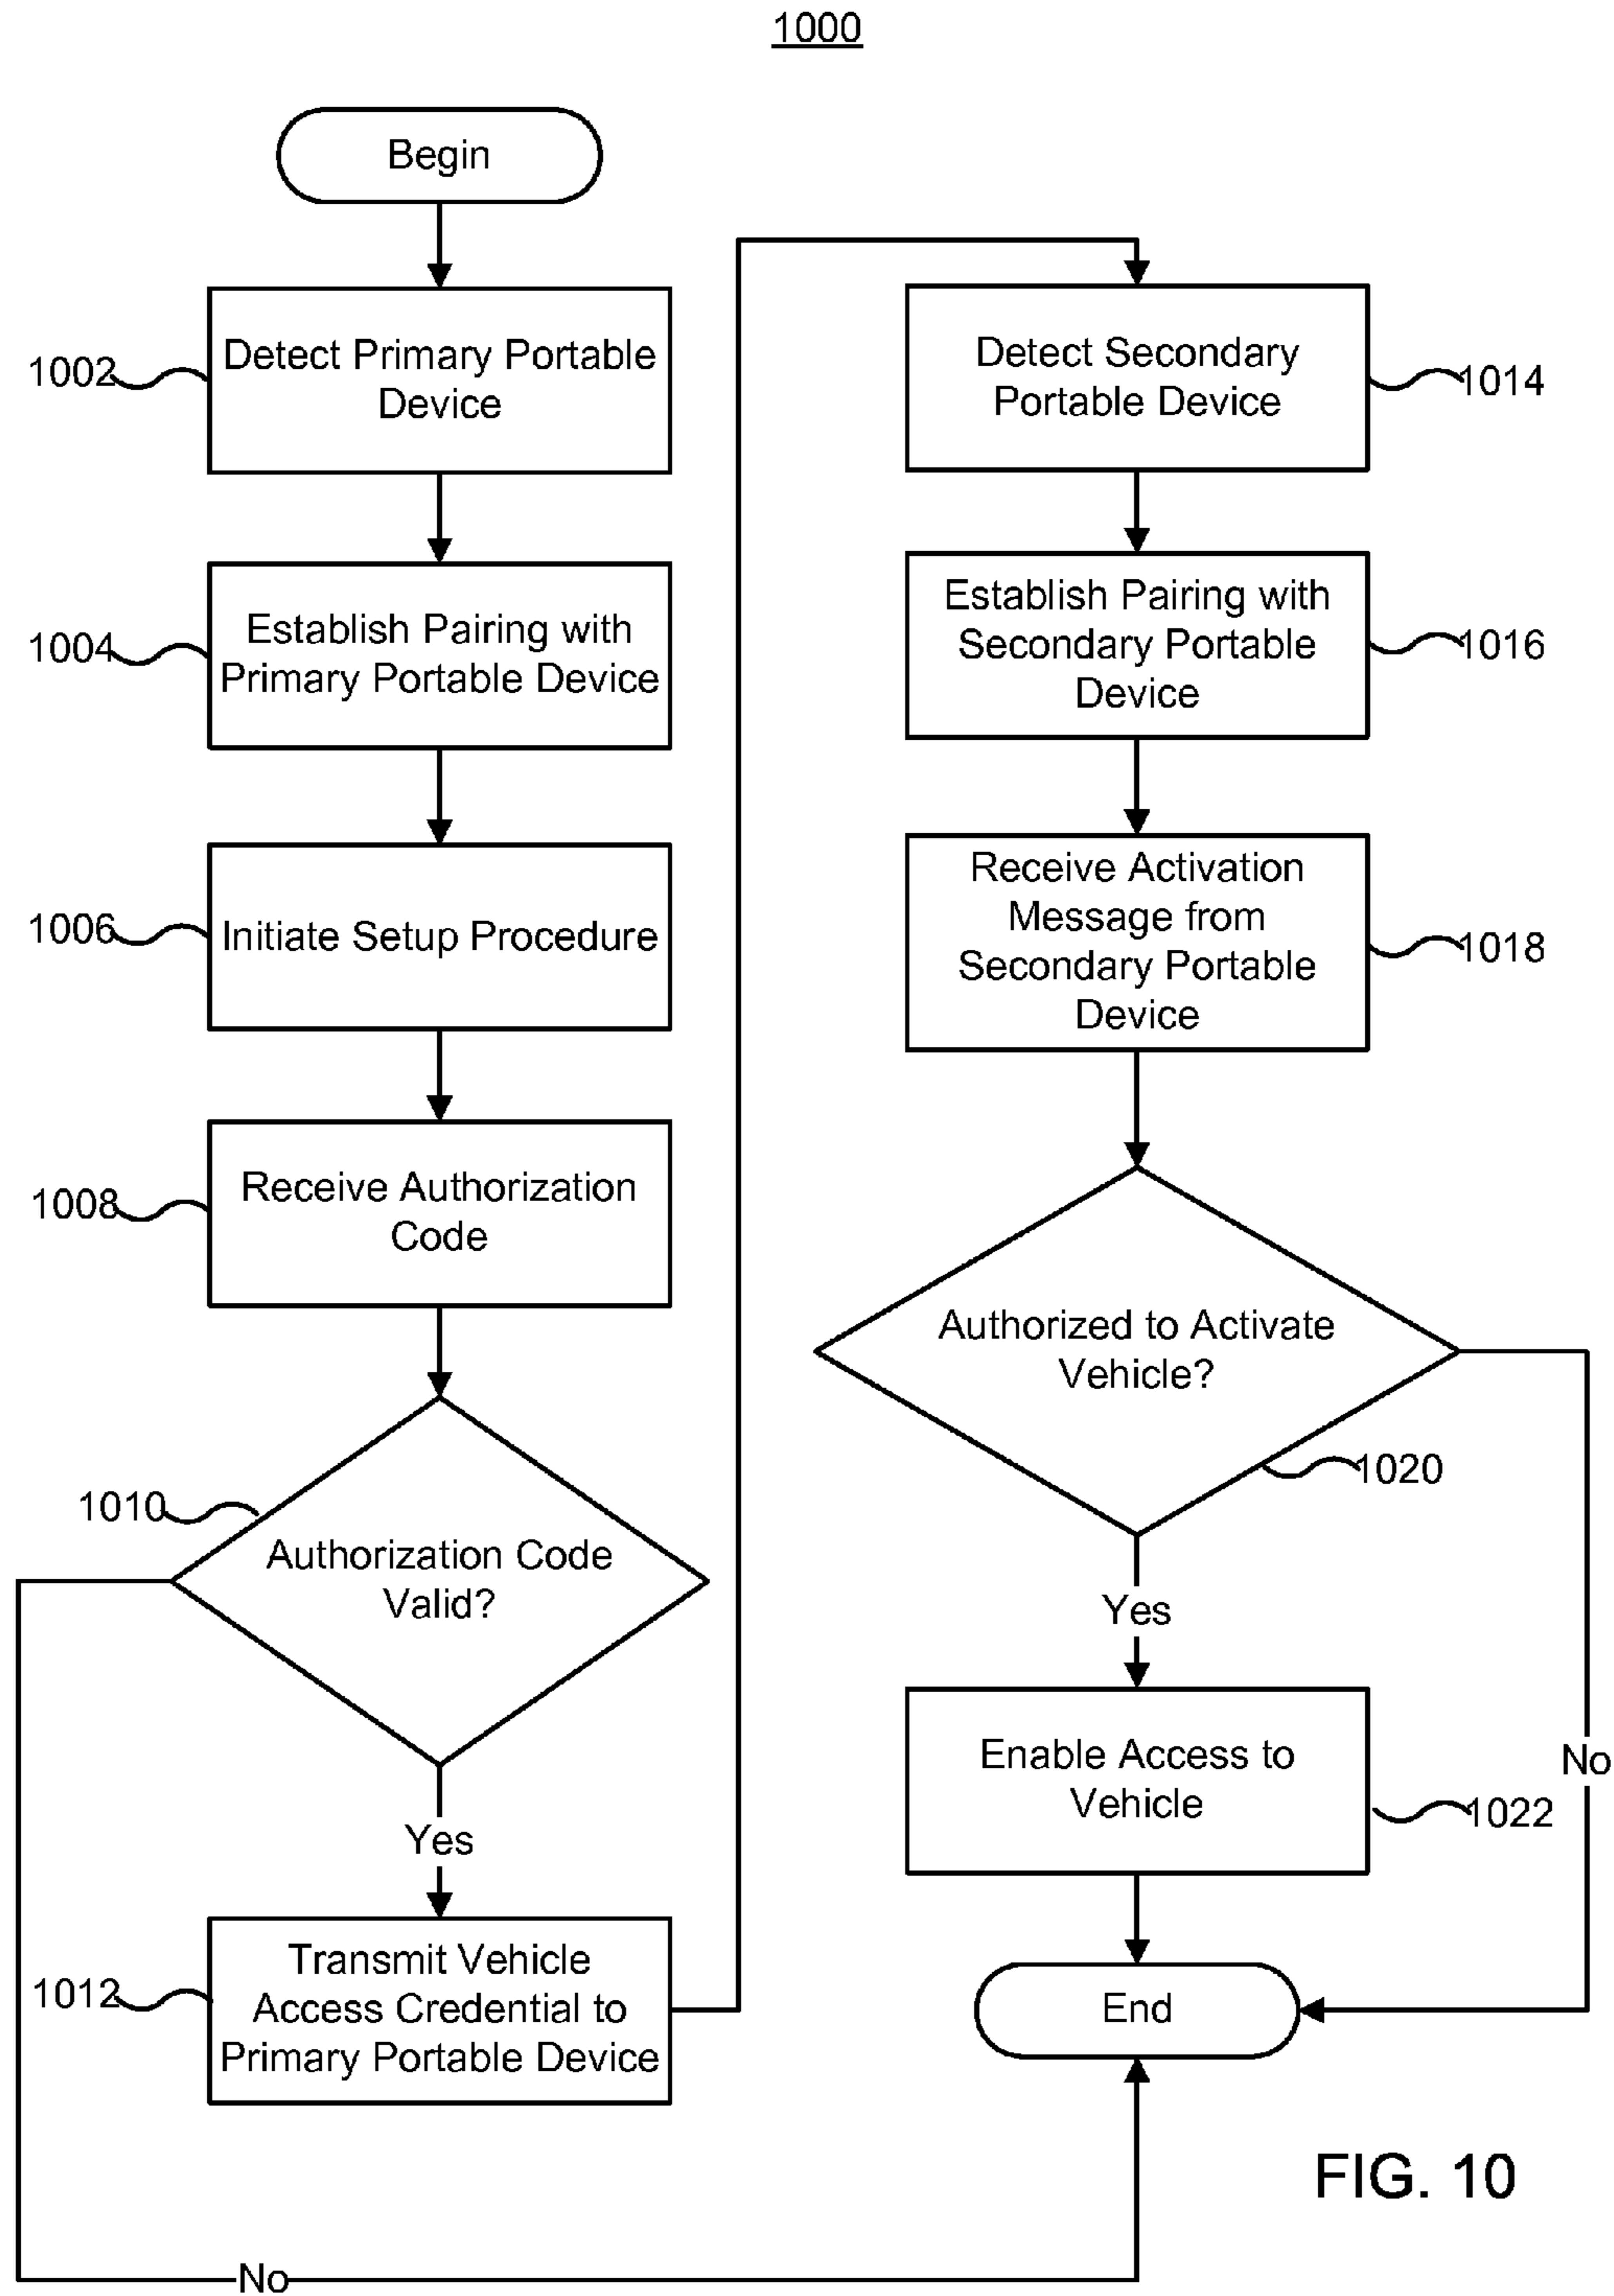 1000
Begin
1002
Detect Primary Portable
Device
1004
Establish Pairing with
Primary Portable Device
1006
Initiate Setup Procedure
1008
Receive Authorization
Code
1010
Authorization Code
Valid?
Yes
No
1012
Transmit Vehicle
Access Credential to
Primary Portable Device
Detect Secondary
Portable Device
1014
Establish Pairing with
Secondary Portable
Device
1016
Receive Activation
Message from
Secondary Portable
Device
1018
Authorized to Activate
Vehicle?
1020
Yes
No
Enable Access to
Vehicle
1022
End
FIG. 10